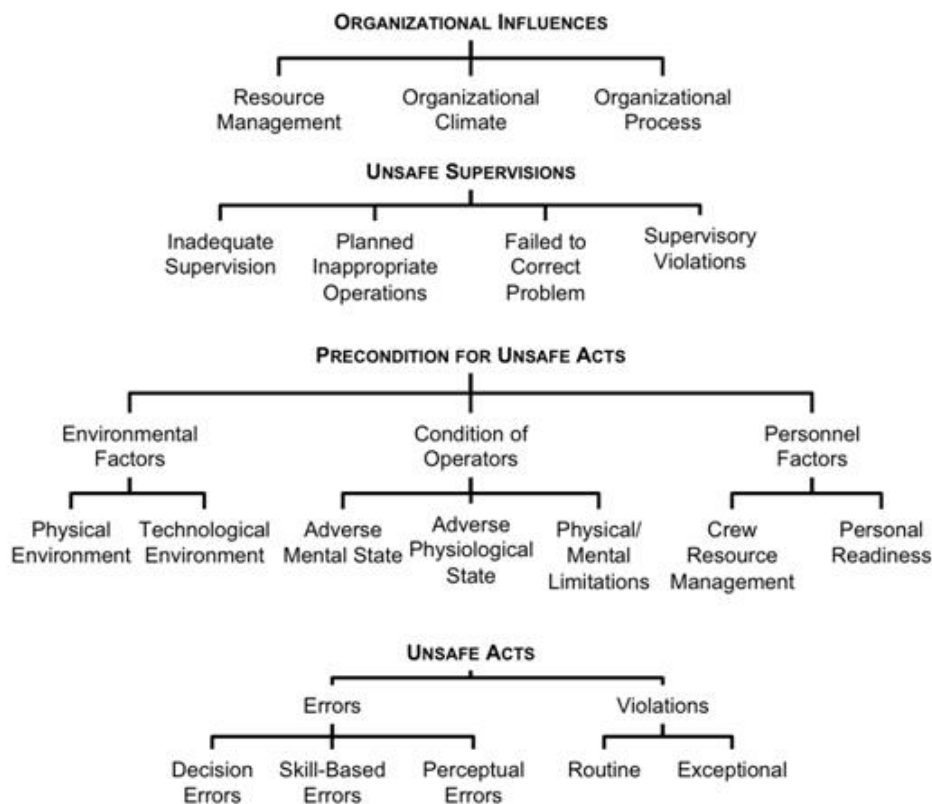 ORGANIZATIONAL INFLUENCES
Resource
Management
Organizational
Climate
Organizational
Process
UNSAFE SUPERVISIONS
Inadequate
Supervision
Planned
Inappropriate
Operations
Failed to
Correct
Problem
Supervisory
Violations
PRECONDITION FOR UNSAFE ACTS
Environmental
Factors
Condition of
Operators
Personnel
Factors
Physical
Environment
Technological
Environment
Adverse
Mental State
Adverse
Physiological
State
Physical/
Mental
Limitations
Crew
Resource
Management
Personal
Readiness
UNSAFE ACTS
Errors
Violations
Decision
Errors
Skill-Based
Errors
Perceptual
Errors
Routine
Exceptional